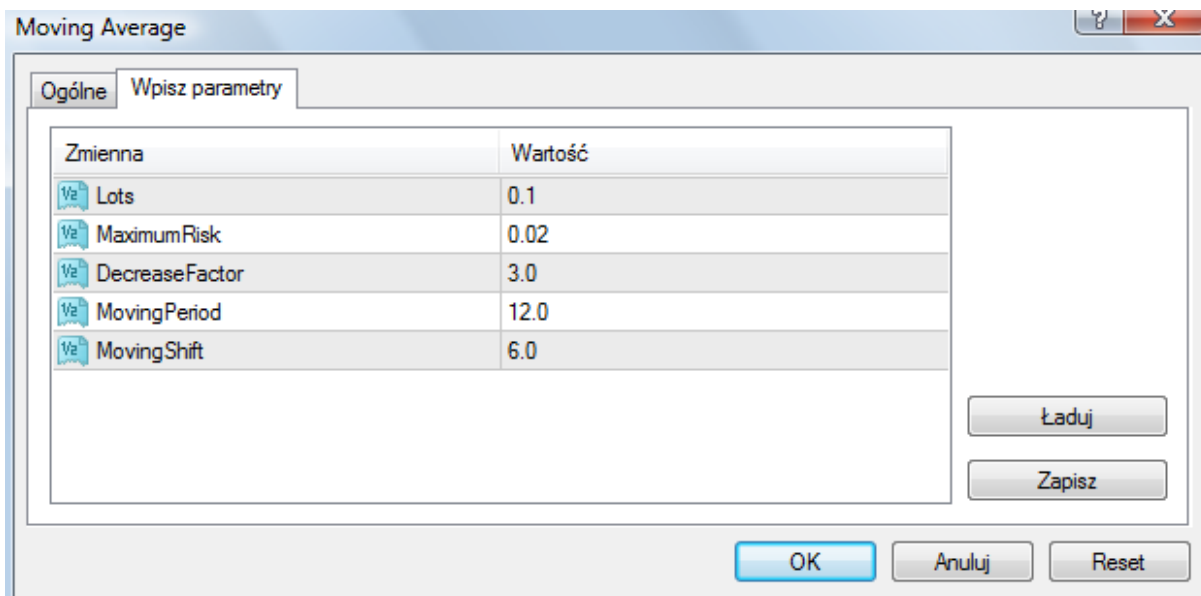 Moving Average
Ogólne Wpisz parametry
Zmienna Wartość
Lots 0.1
MaximumRisk 0.02
DecreaseFactor 3.0
MovingPeriod 12.0
MovingShift 6.0
Ładuj
Zapisz
OK Anuluj Reset